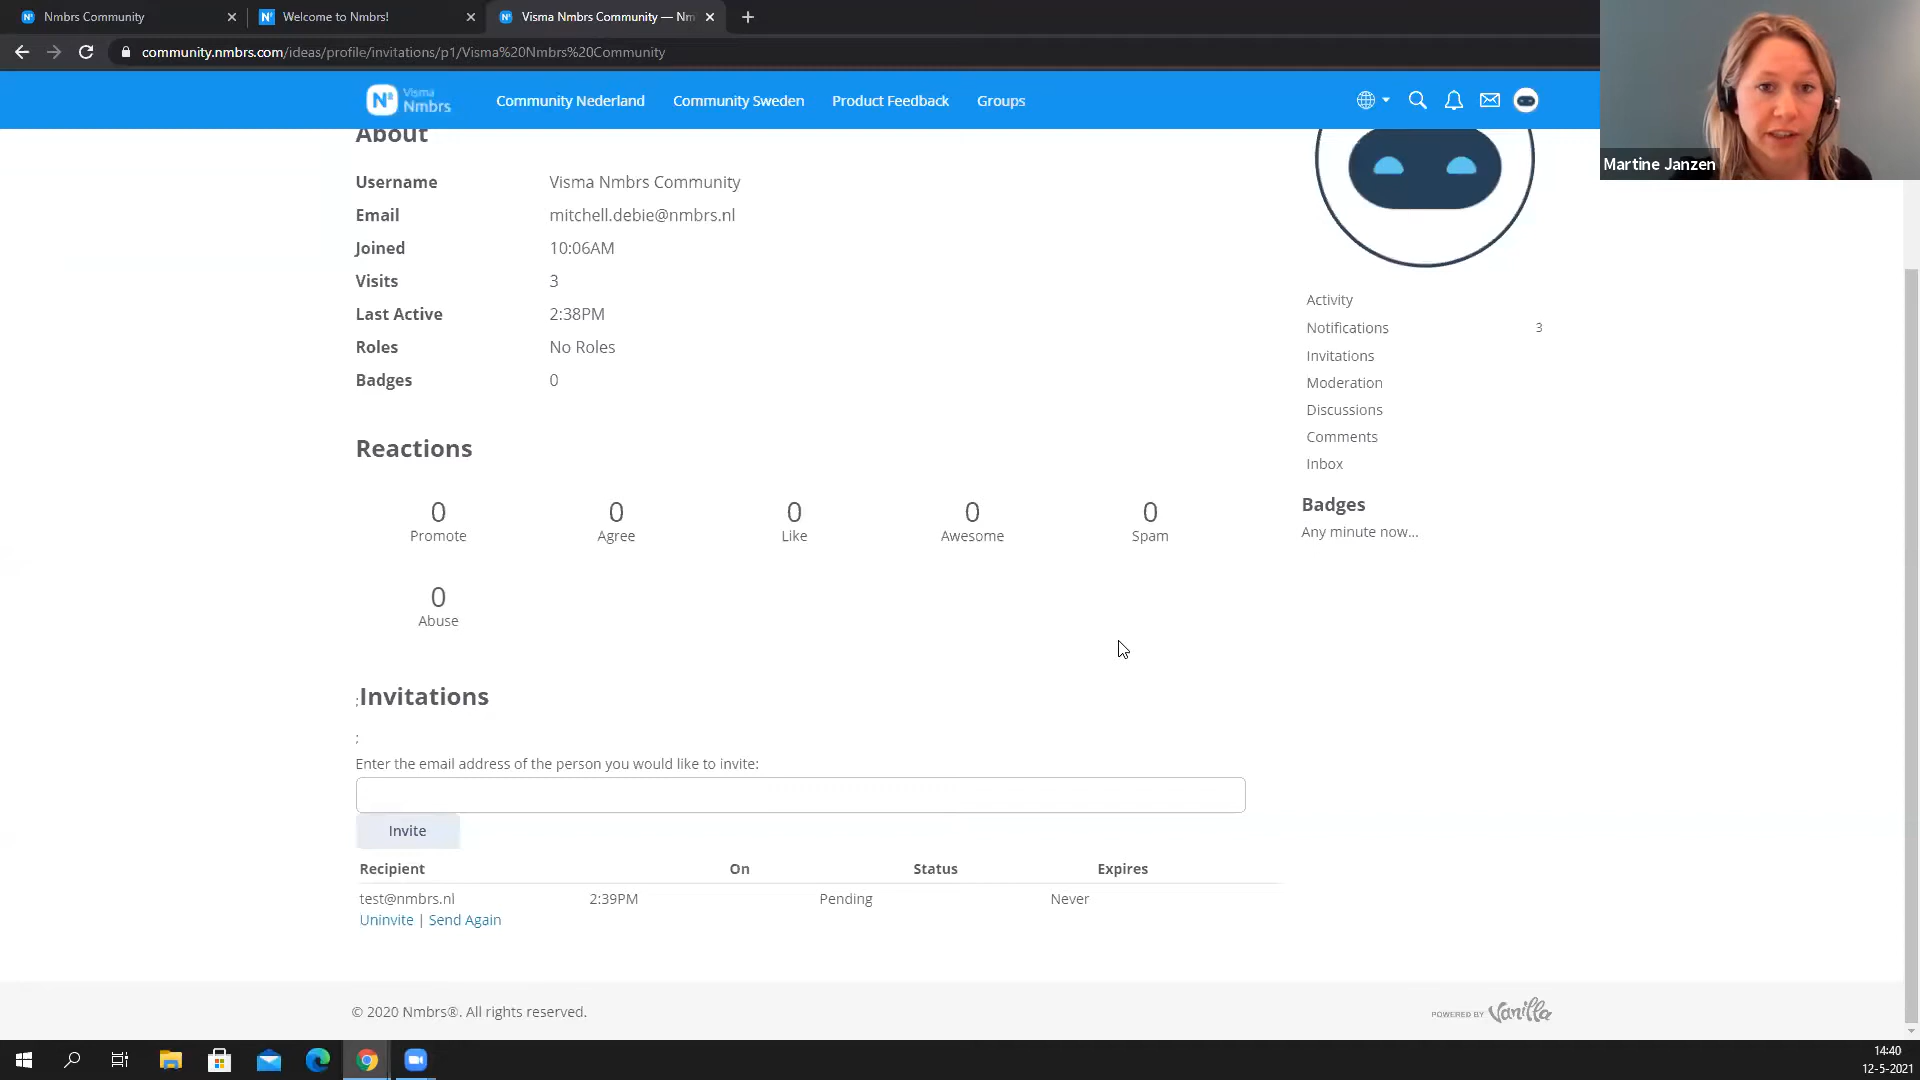 Nmbrs Community
Welcome to Nmbrs!
Visma Nmbrs Community — Nm
community.nmbrs.com/ideas/profile/invitations/p1/Visma%20Nmbrs%20Community
Visma
Nmbrs
Community Nederland
Community Sweden
Product Feedback
Groups
Martine Janzen
About
Username Visma Nmbrs Community
Email mitchell.debie@nmbrs.nl
Joined 10:06AM
Visits 3
Last Active 2:38PM
Roles No Roles
Badges 0
Reactions
0 0 0 0 0
Promote Agree Like Awesome Spam
0
Abuse
;Invitations
;
Enter the email address of the person you would like to invite:
Invite
Recipient On Status Expires
test@nmbrs.nl 2:39PM Pending Never
Uninvite | Send Again
Activity
Notifications 3
Invitations
Moderation
Discussions
Comments
Inbox
Badges
Any minute now...
© 2020 Nmbrs®. All rights reserved.
POWERED BY Vanilla
14:40
12-5-2021